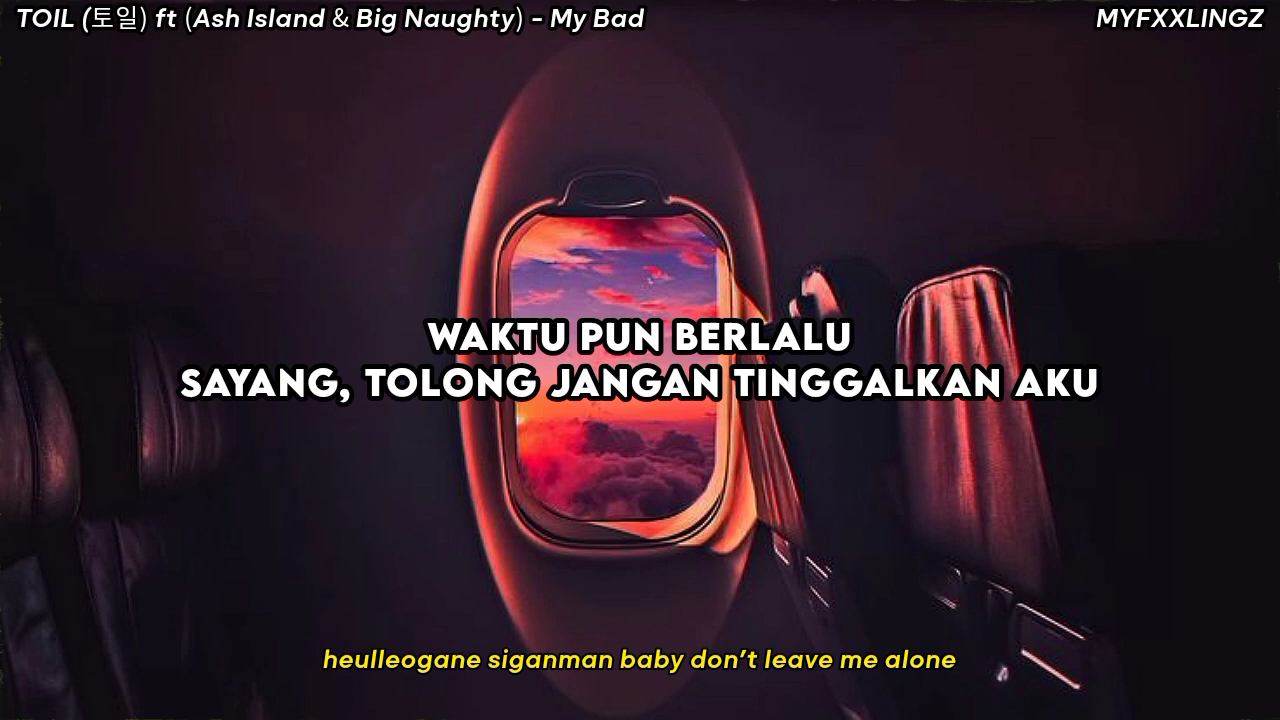 TOIL (토일) ft (Ash Island & Big Naughty) - My Bad
MYFXXLINGZ
WAKTU PUN BERLALU
SAYANG, TOLONG JANGAN TINGGALKAN AKU
heulleogane siganman baby don't leave me alone